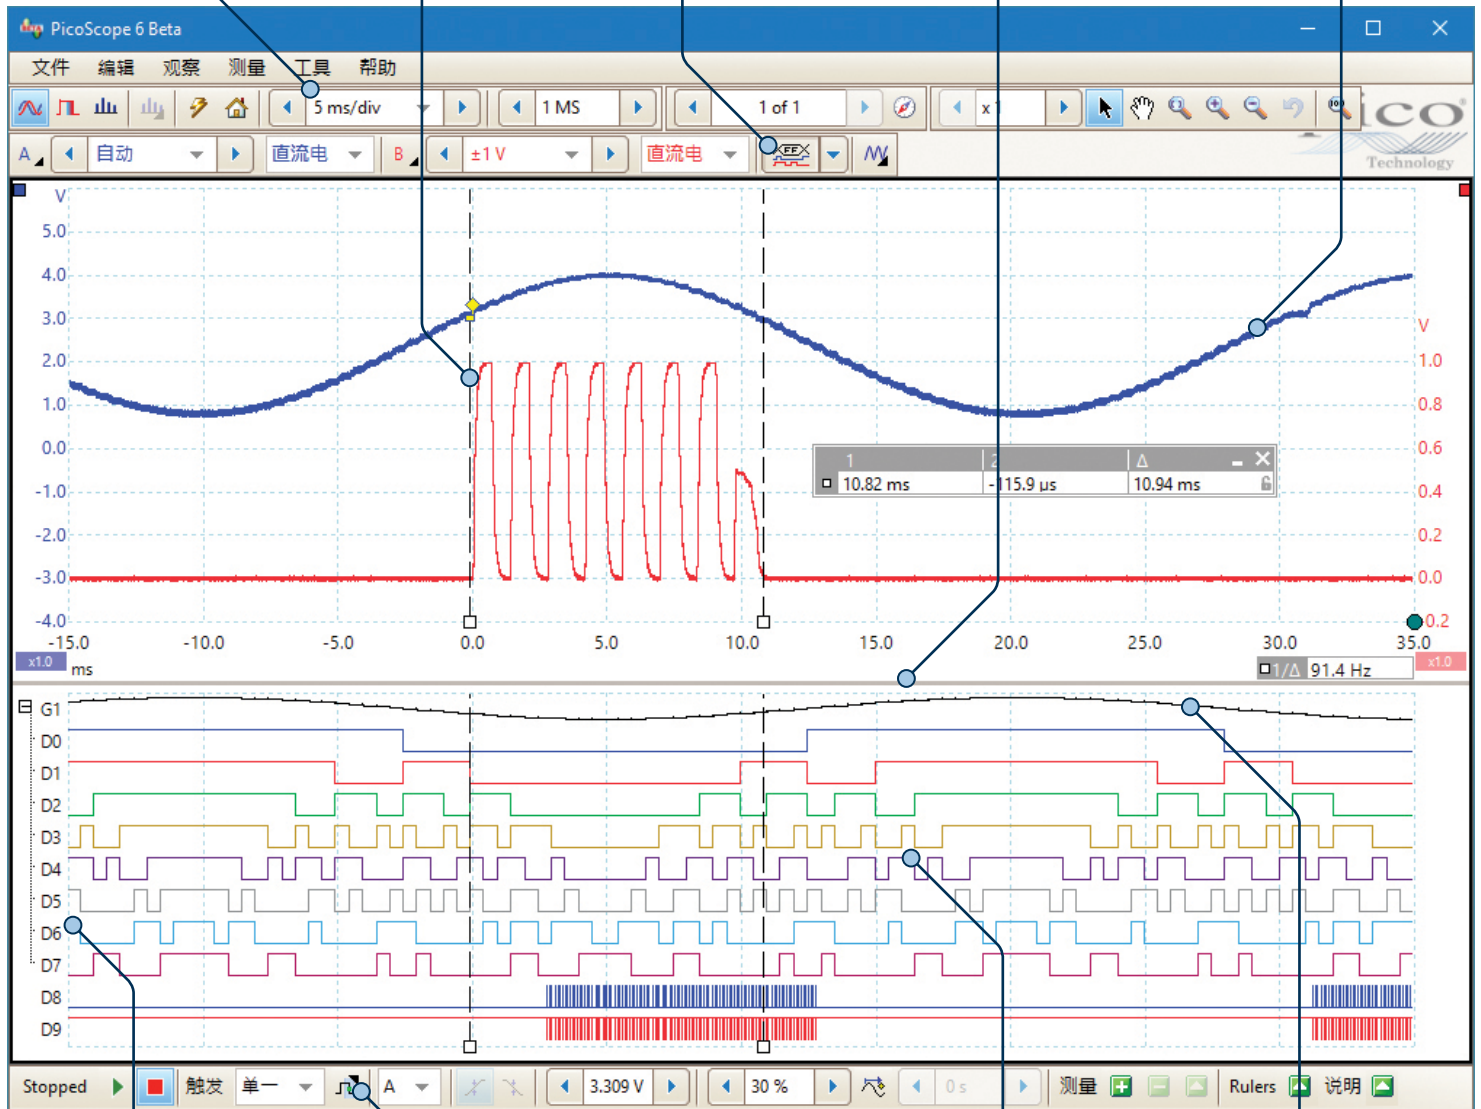 PicoScope 6 Beta
文件 编辑 观察 测量 工具 帮助
5 ms/div 1 MS 1 of 1 x 1
A 自动 直流电 B ±1 V 直流电
pico
Technology
V
5.0
4.0
3.0
2.0
1.0
0.0
-1.0
-2.0
-3.0
-4.0
V
1.0
0.8
0.6
0.4
0.2
0.0
-0.2
1 2 Δ
10.82 ms -115.9 µs 10.94 ms
-15.0 -10.0 -5.0 0.0 5.0 10.0 15.0 20.0 25.0 30.0 35.0
x1.0 ms 1/Δ 91.4 Hz x1.0
G1
D0
D1
D2
D3
D4
D5
D6
D7
D8
D9
Stopped 触发 单一 A 3.309 V 30 % 0 s 测量 Rulers 说明